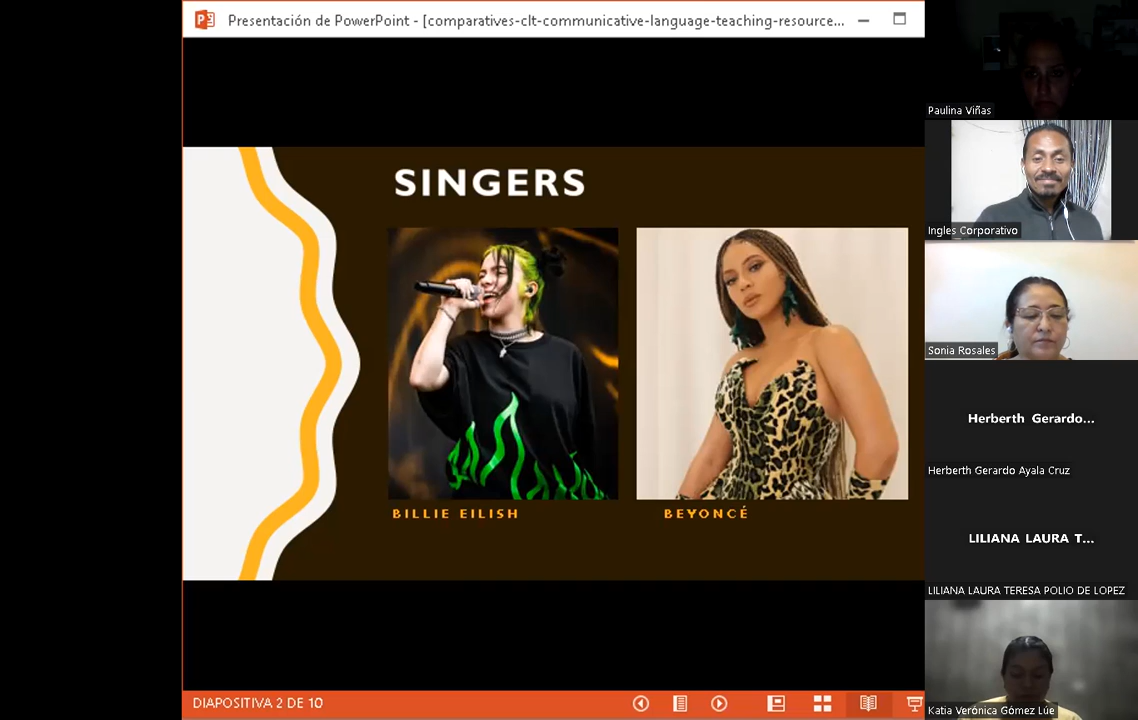 Presentación de PowerPoint - [comparatives-clt-communicative-language-teaching-resource...
SINGERS
BILLIE EILISH
BEYONCÉ
DIAPOSITIVA 2 DE 10
Paulina Viñas
Ingles Corporativo
Sonia Rosales
Herberth Gerardo...
Herberth Gerardo Ayala Cruz
LILIANA LAURA T...
LILIANA LAURA TERESA POLIO DE LOPEZ
Katia Verónica Gómez Lúe